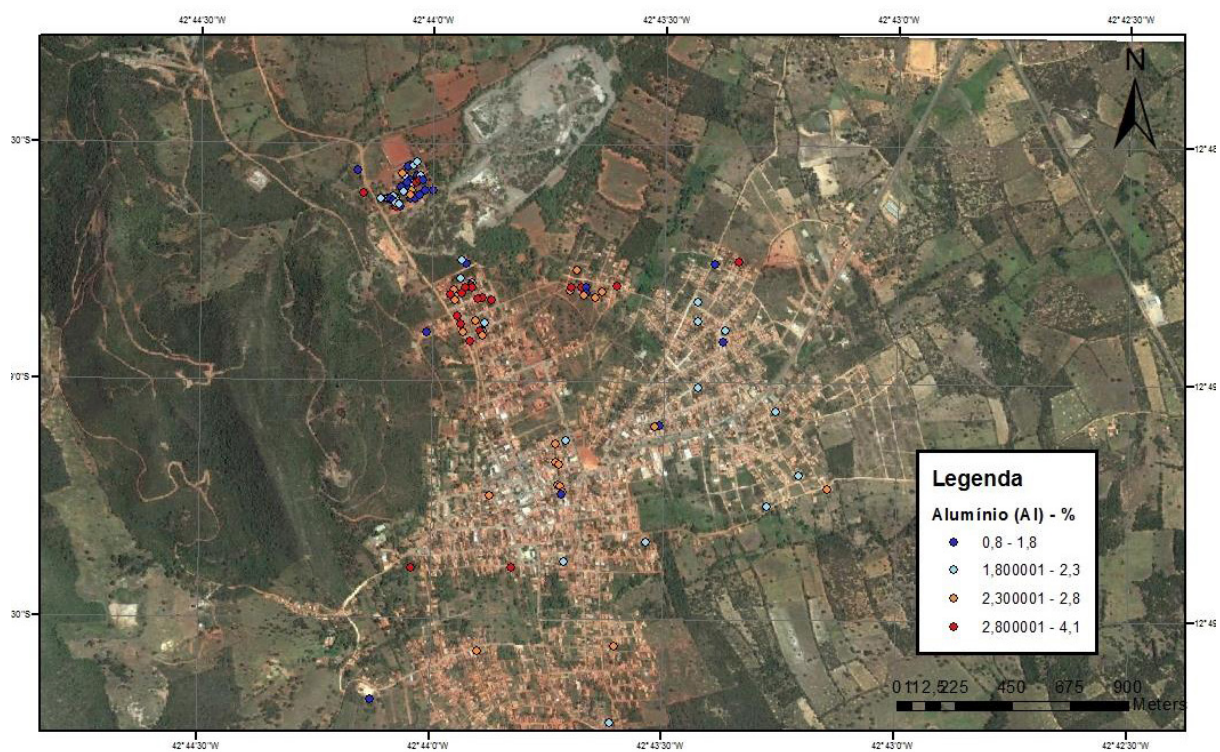 42°44'30"W 42°44'0"W 42°43'30"W 42°43'0"W 42°42'30"W
N
30"S 12°48
Legenda
Alumínio (Al) - %
0,8 - 1,8
1,800001 - 2,3
2,300001 - 2,8
2,800001 - 4,1
0"S 12°49
30"S 12°49
0 112,5 225 450 675 900
Meters
42°44'30"W 42°44'0"W 42°43'30"W 42°43'0"W 42°42'30"W